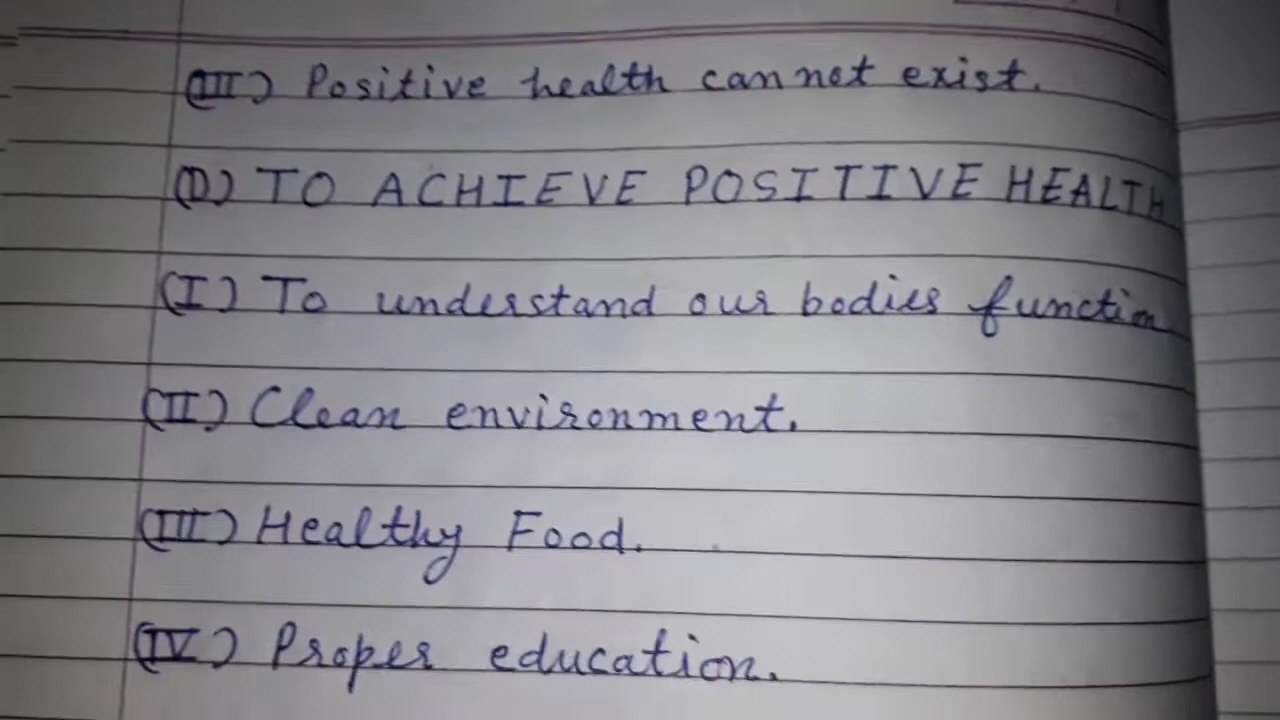 (III) Positive health can not exist.
(D) TO ACHIEVE POSITIVE HEALTH
(I) To understand our bodies function
(II) Clean environment.
(III) Healthy Food.
(IV) Proper education.